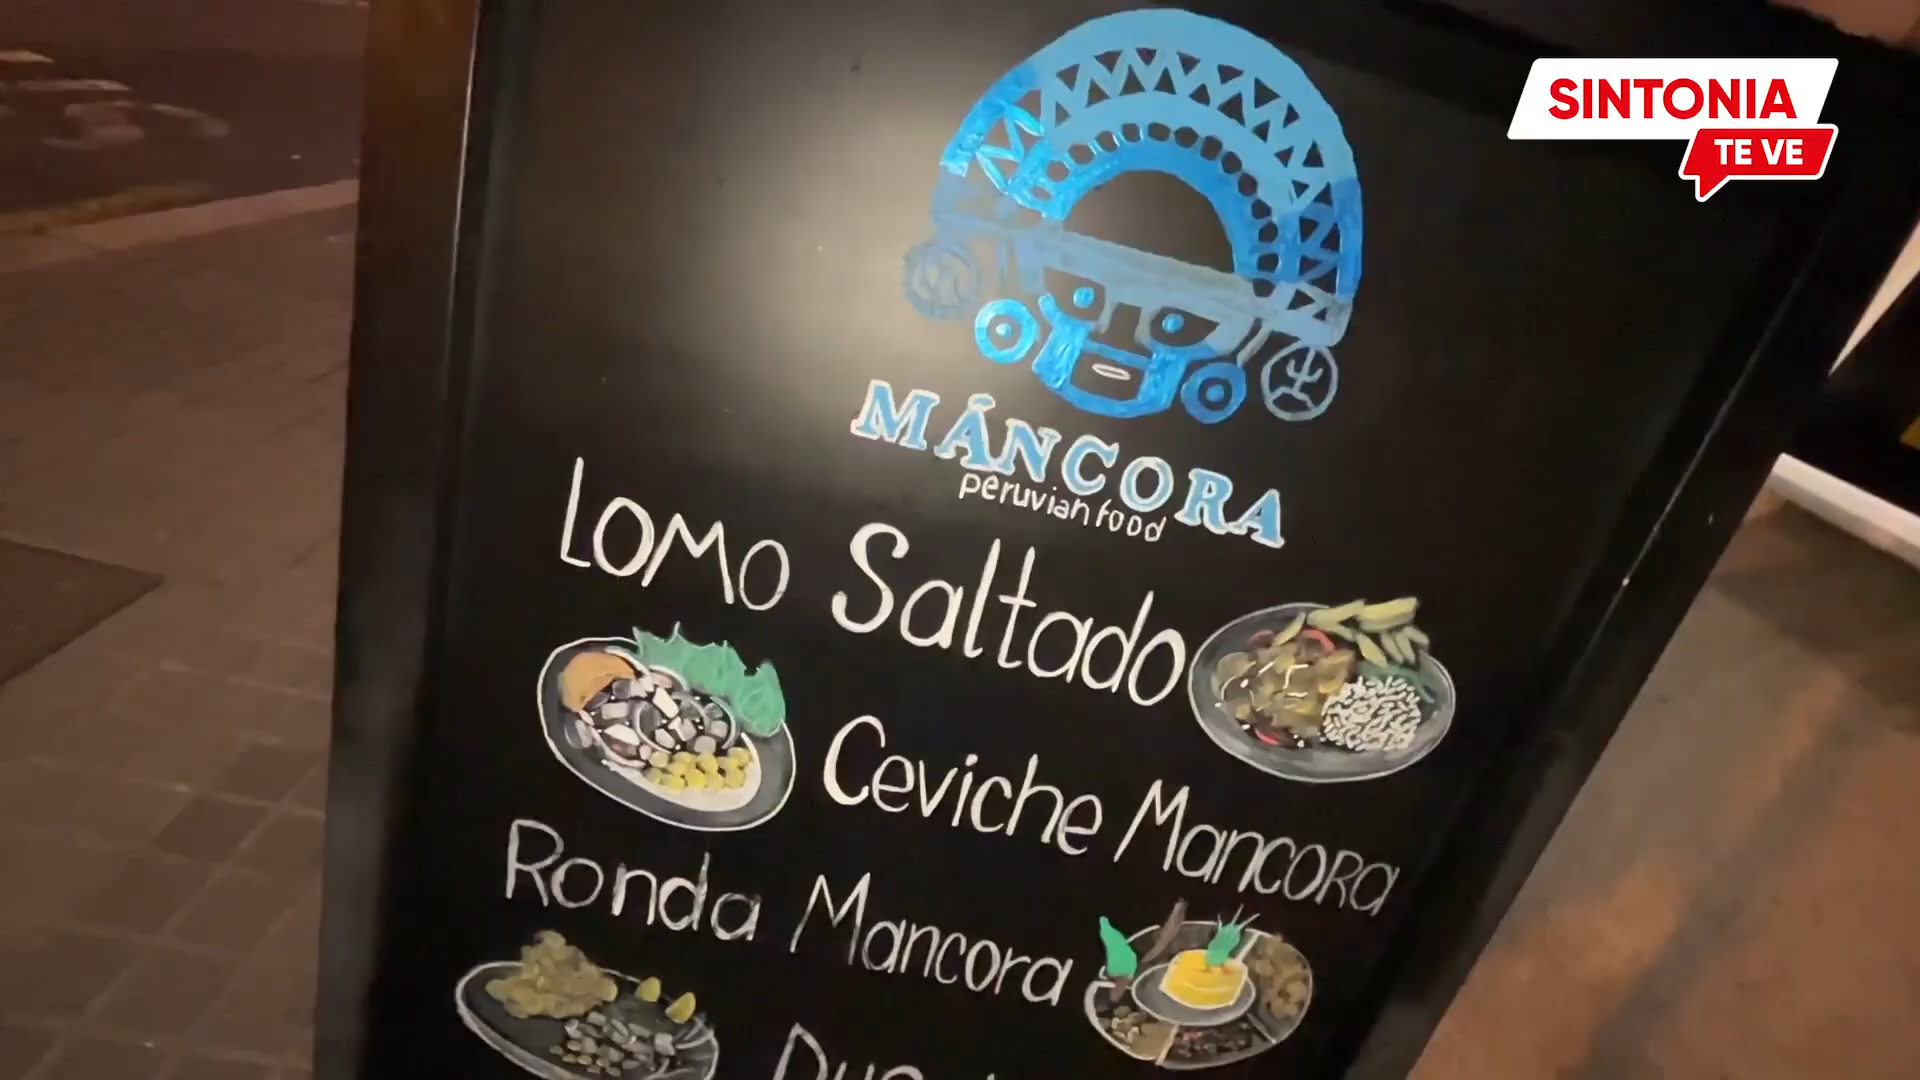 SINTONIA
TE VE
MÁNCORA
peruvian food
Lomo Saltado
Ceviche Mancora
Ronda Mancora